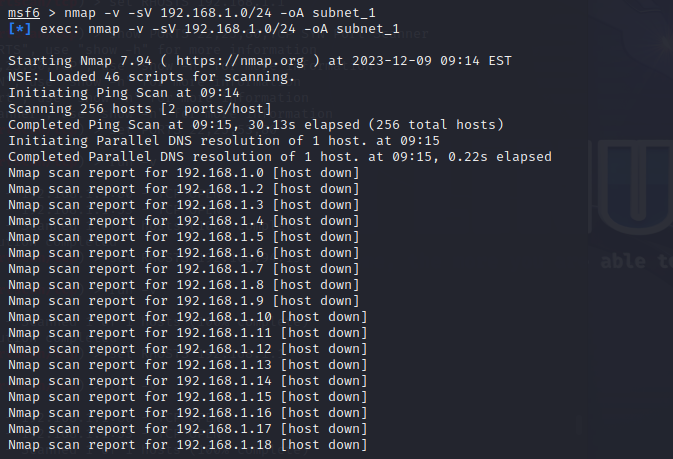 msf6 > nmap -v -sV 192.168.1.0/24 -oA subnet_1
[*] exec: nmap -v -sV 192.168.1.0/24 -oA subnet_1
Starting Nmap 7.94 ( https://nmap.org ) at 2023-12-09 09:14 EST
NSE: Loaded 46 scripts for scanning.
Initiating Ping Scan at 09:14
Scanning 256 hosts [2 ports/host]
Completed Ping Scan at 09:15, 30.13s elapsed (256 total hosts)
Initiating Parallel DNS resolution of 1 host. at 09:15
Completed Parallel DNS resolution of 1 host. at 09:15, 0.22s elapsed
Nmap scan report for 192.168.1.0 [host down]
Nmap scan report for 192.168.1.2 [host down]
Nmap scan report for 192.168.1.3 [host down]
Nmap scan report for 192.168.1.4 [host down]
Nmap scan report for 192.168.1.5 [host down]
Nmap scan report for 192.168.1.6 [host down]
Nmap scan report for 192.168.1.7 [host down]
Nmap scan report for 192.168.1.8 [host down]
Nmap scan report for 192.168.1.9 [host down]
Nmap scan report for 192.168.1.10 [host down]
Nmap scan report for 192.168.1.11 [host down]
Nmap scan report for 192.168.1.12 [host down]
Nmap scan report for 192.168.1.13 [host down]
Nmap scan report for 192.168.1.14 [host down]
Nmap scan report for 192.168.1.15 [host down]
Nmap scan report for 192.168.1.16 [host down]
Nmap scan report for 192.168.1.17 [host down]
Nmap scan report for 192.168.1.18 [host down]
able